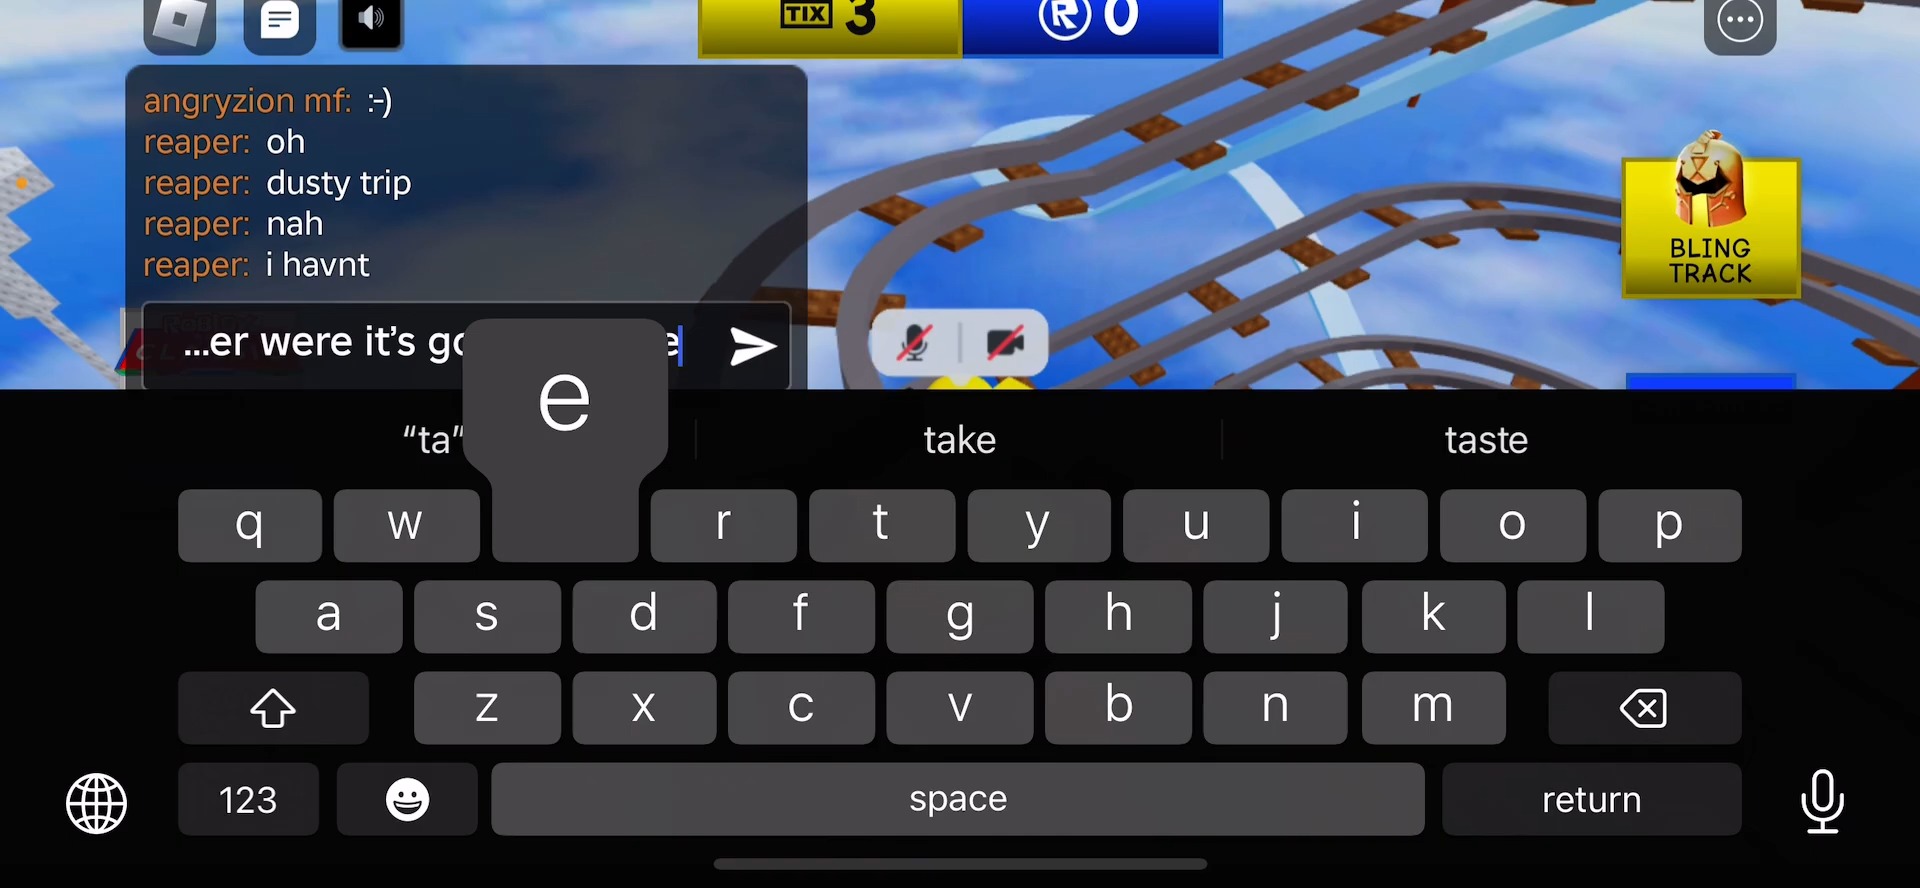 TIX 3
R 0
angryzion mf: :-)
reaper: oh
reaper: dusty trip
reaper: nah
reaper: i havnt
...er were it's go e
BLING
TRACK
e
"ta" take taste
q w r t y u i o p
a s d f g h j k l
z x c v b n m
123 space return